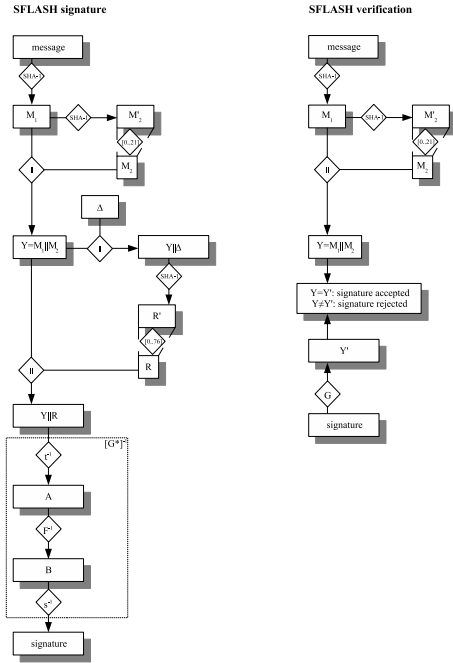 SFLASH signature
message
SHA-1
M₁
SHA-1
M'₂
[0..21]
M₂
||
Δ
Y=M₁||M₂
||
Y||Δ
SHA-1
R'
[0..76]
R
||
Y||R
[G*]⁻
t⁻¹
A
F⁻¹
B
s⁻¹
signature
SFLASH verification
message
SHA-1
M₁
SHA-1
M'₂
[0..21]
M₂
||
Y=M₁||M₂
Y=Y': signature accepted
Y≠Y': signature rejected
Y'
G
signature